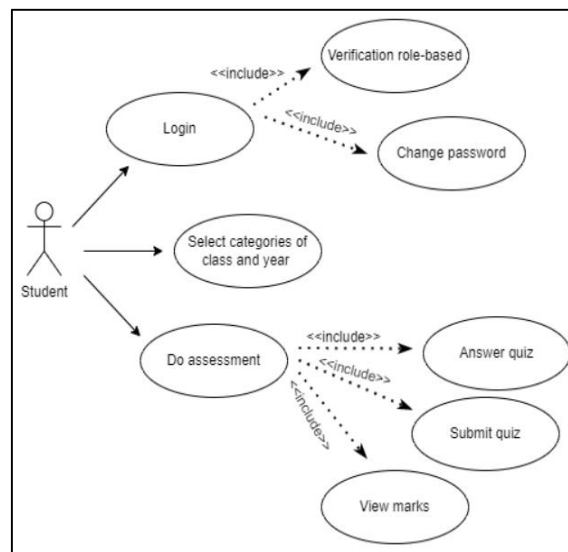 Verification role-based
<<include>>
<<include>>
Login
Change password
Select categories of
class and year
Student
<<include>>
Do assessment
Answer quiz
<<include>>
<<include>>
Submit quiz
View marks